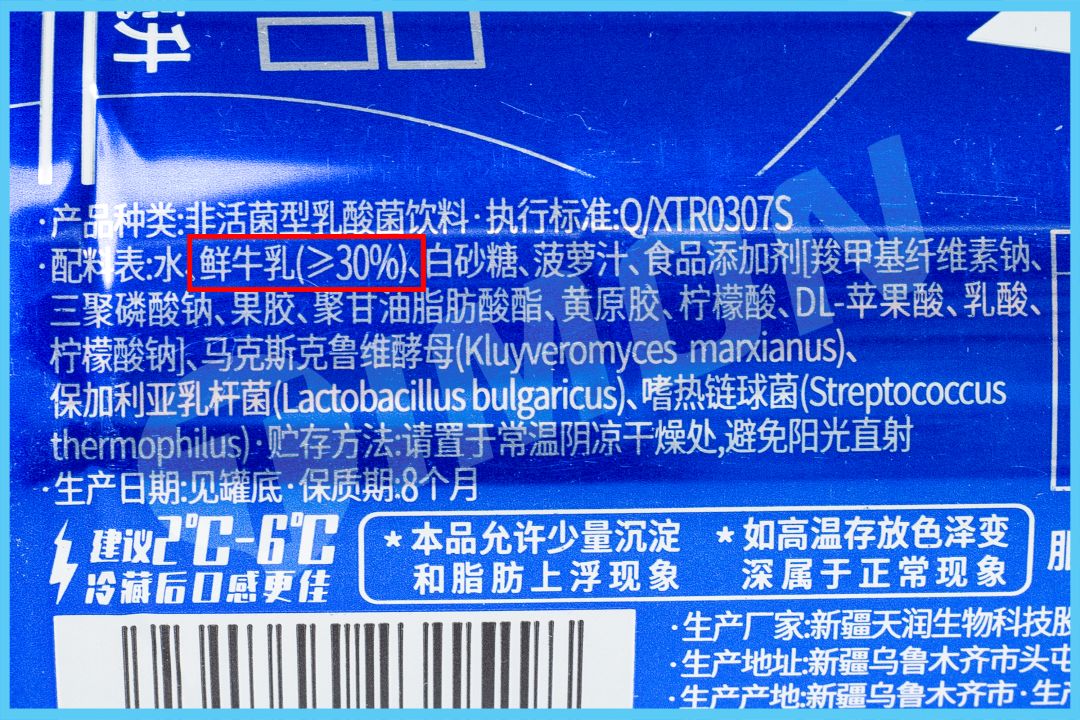 升
·产品种类:非活菌型乳酸菌饮料·执行标准:Q/XTR0307S
·配料表:水、鲜牛乳(≥30%)、白砂糖、菠萝汁、食品添加剂[羧甲基纤维素钠、
三聚磷酸钠、果胶、聚甘油脂肪酸酯、黄原胶、柠檬酸、DL-苹果酸、乳酸、
柠檬酸钠]、马克斯克鲁维酵母(Kluyveromyces marxianus)、
保加利亚乳杆菌(Lactobacillus bulgaricus)、嗜热链球菌(Streptococcus
thermophilus)·贮存方法:请置于常温阴凉干燥处,避免阳光直射
·生产日期:见罐底·保质期:8个月
建议2℃-6℃
冷藏后口感更佳
*本品允许少量沉淀
和脂肪上浮现象
*如高温存放色泽变
深属于正常现象
·生产厂家:新疆天润生物科技股
·生产地址:新疆乌鲁木齐市头屯
·生产产地:新疆乌鲁木齐市·生产